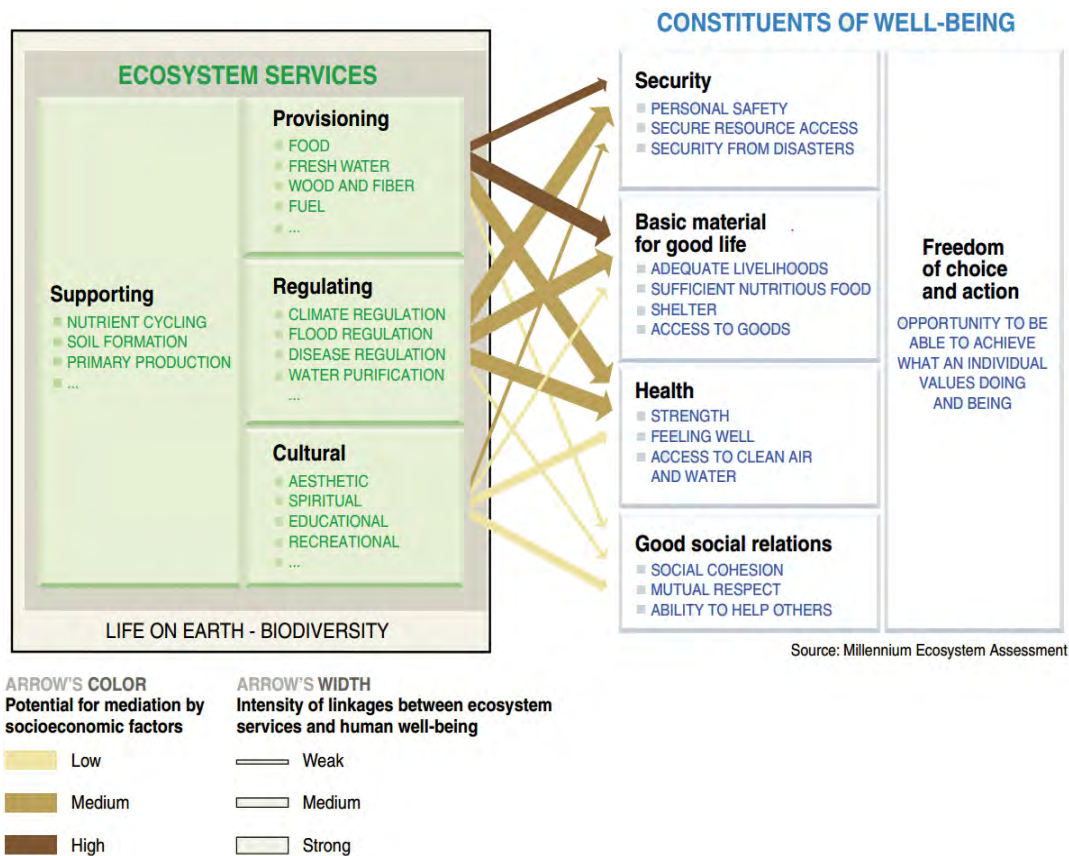 CONSTITUENTS OF WELL-BEING
ECOSYSTEM SERVICES
Supporting
NUTRIENT CYCLING
SOIL FORMATION
PRIMARY PRODUCTION
...
Provisioning
FOOD
FRESH WATER
WOOD AND FIBER
FUEL
...
Regulating
CLIMATE REGULATION
FLOOD REGULATION
DISEASE REGULATION
WATER PURIFICATION
...
Cultural
AESTHETIC
SPIRITUAL
EDUCATIONAL
RECREATIONAL
...
LIFE ON EARTH - BIODIVERSITY
Security
PERSONAL SAFETY
SECURE RESOURCE ACCESS
SECURITY FROM DISASTERS
Basic material
for good life
ADEQUATE LIVELIHOODS
SUFFICIENT NUTRITIOUS FOOD
SHELTER
ACCESS TO GOODS
Health
STRENGTH
FEELING WELL
ACCESS TO CLEAN AIR
AND WATER
Good social relations
SOCIAL COHESION
MUTUAL RESPECT
ABILITY TO HELP OTHERS
Freedom
of choice
and action
OPPORTUNITY TO BE
ABLE TO ACHIEVE
WHAT AN INDIVIDUAL
VALUES DOING
AND BEING
Source: Millennium Ecosystem Assessment
ARROW'S COLOR
Potential for mediation by
socioeconomic factors
Low
Medium
High
ARROW'S WIDTH
Intensity of linkages between ecosystem
services and human well-being
Weak
Medium
Strong